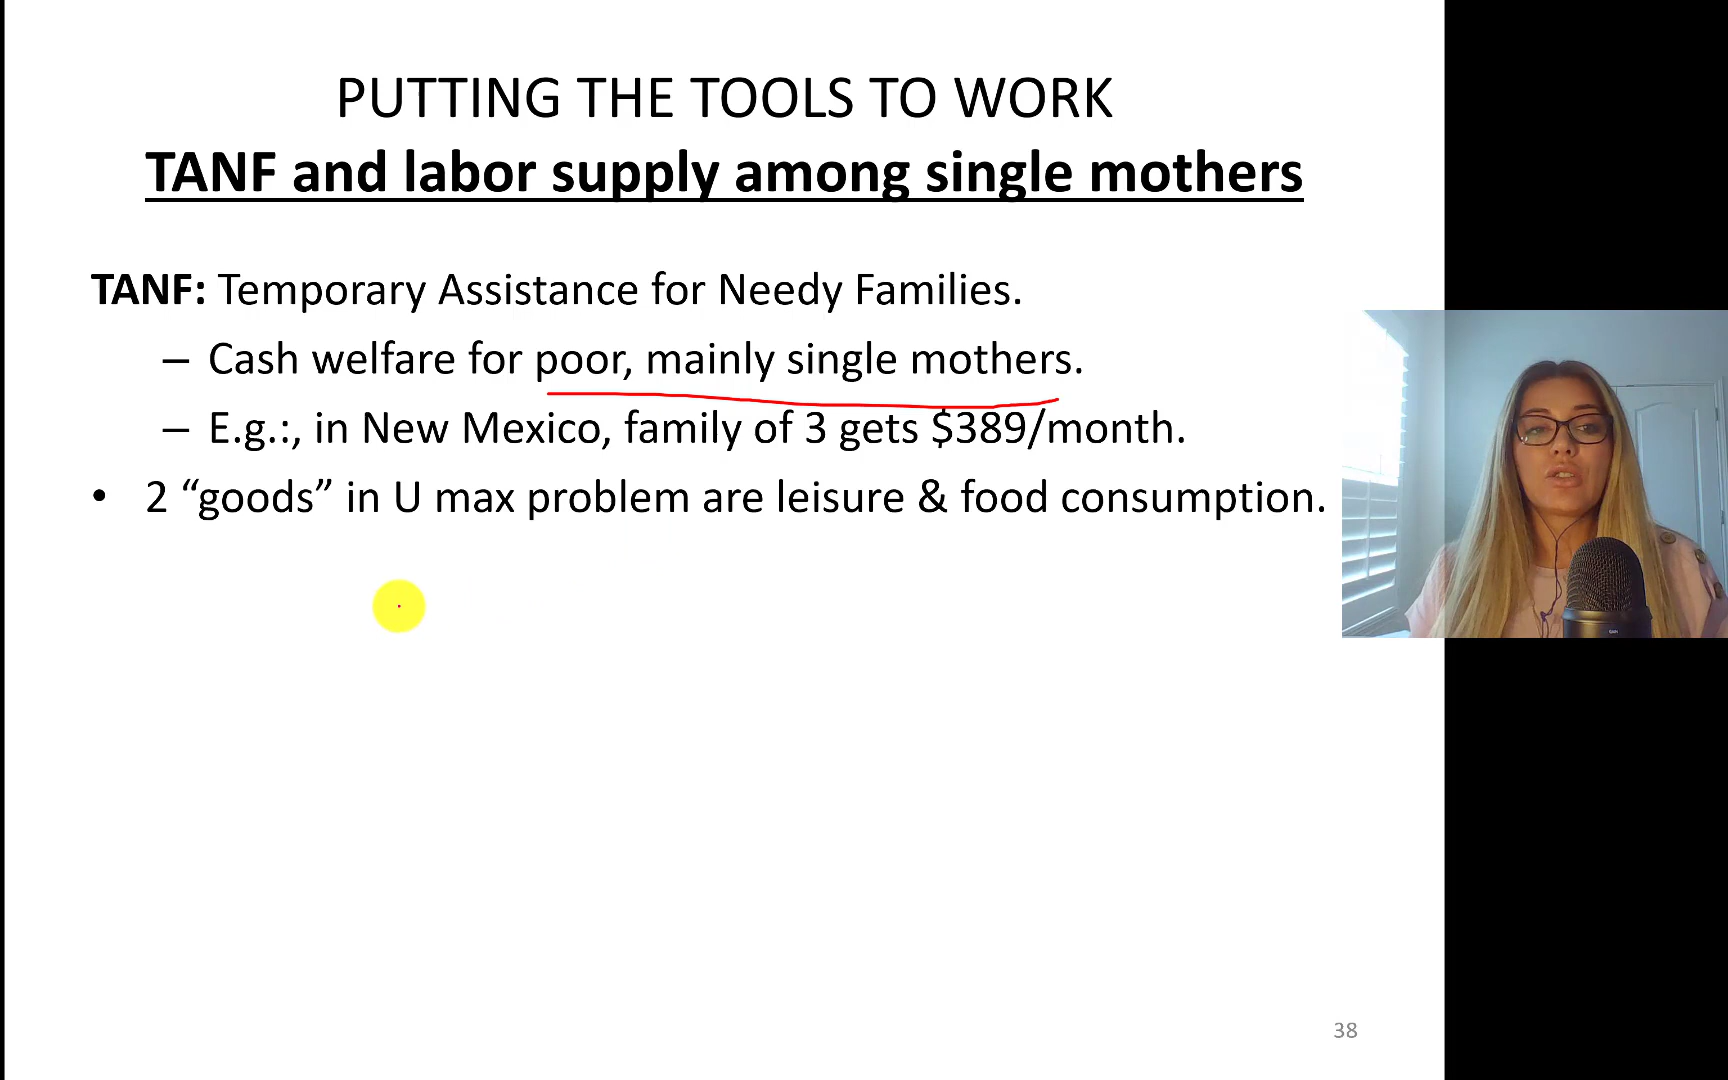 PUTTING THE TOOLS TO WORK
TANF and labor supply among single mothers
TANF: Temporary Assistance for Needy Families.
– Cash welfare for poor, mainly single mothers.
– E.g.:, in New Mexico, family of 3 gets $389/month.
• 2 “goods” in U max problem are leisure & food consumption.
38